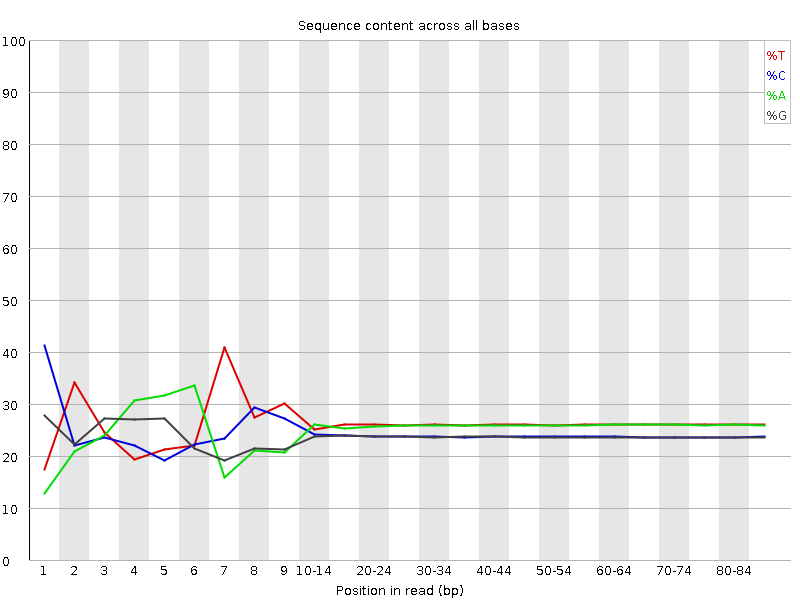 Sequence content across all bases
100
90
80
70
60
50
40
30
20
10
0
%T
%C
%A
%G
1 2 3 4 5 6 7 8 9 10-14 20-24 30-34 40-44 50-54 60-64 70-74 80-84
Position in read (bp)